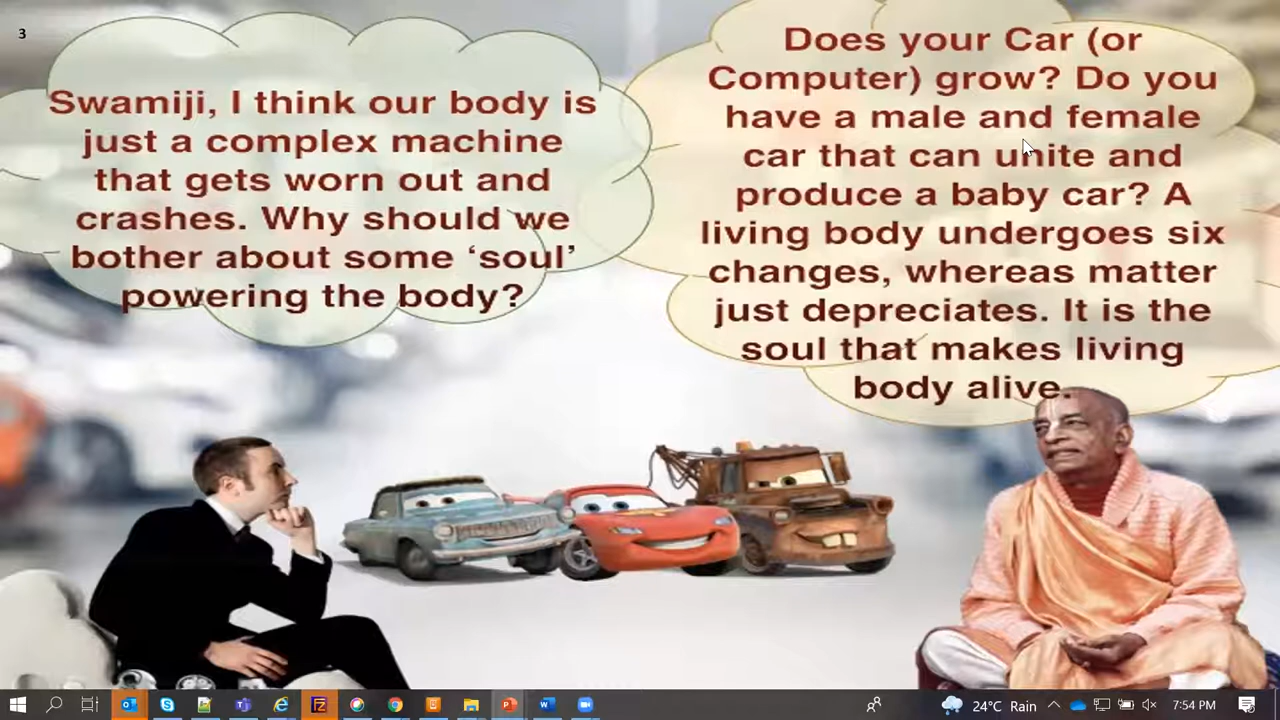 3
Swamiji, I think our body is
just a complex machine
that gets worn out and
crashes. Why should we
bother about some ‘soul’
powering the body?
Does your Car (or
Computer) grow? Do you
have a male and female
car that can unite and
produce a baby car? A
living body undergoes six
changes, whereas matter
just depreciates. It is the
soul that makes living
body alive.
24°C Rain
7:54 PM